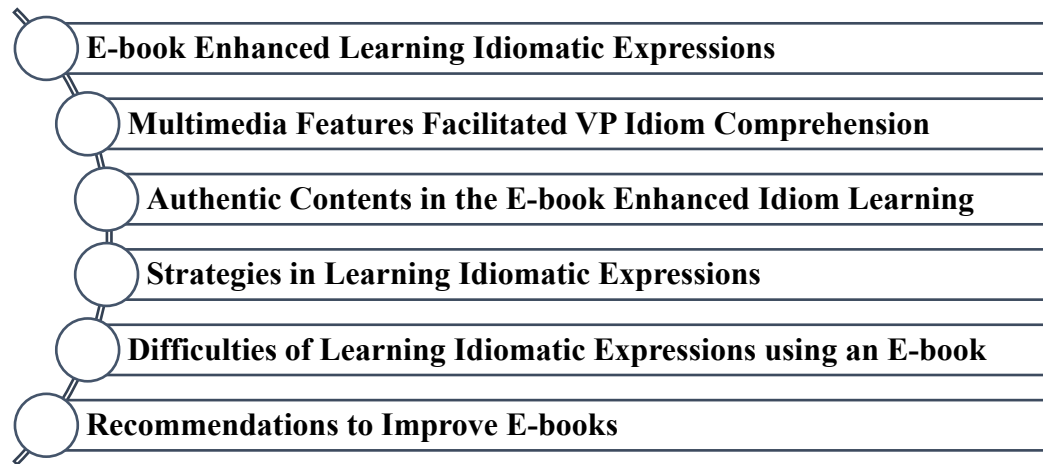 E-book Enhanced Learning Idiomatic Expressions
Multimedia Features Facilitated VP Idiom Comprehension
Authentic Contents in the E-book Enhanced Idiom Learning
Strategies in Learning Idiomatic Expressions
Difficulties of Learning Idiomatic Expressions using an E-book
Recommendations to Improve E-books